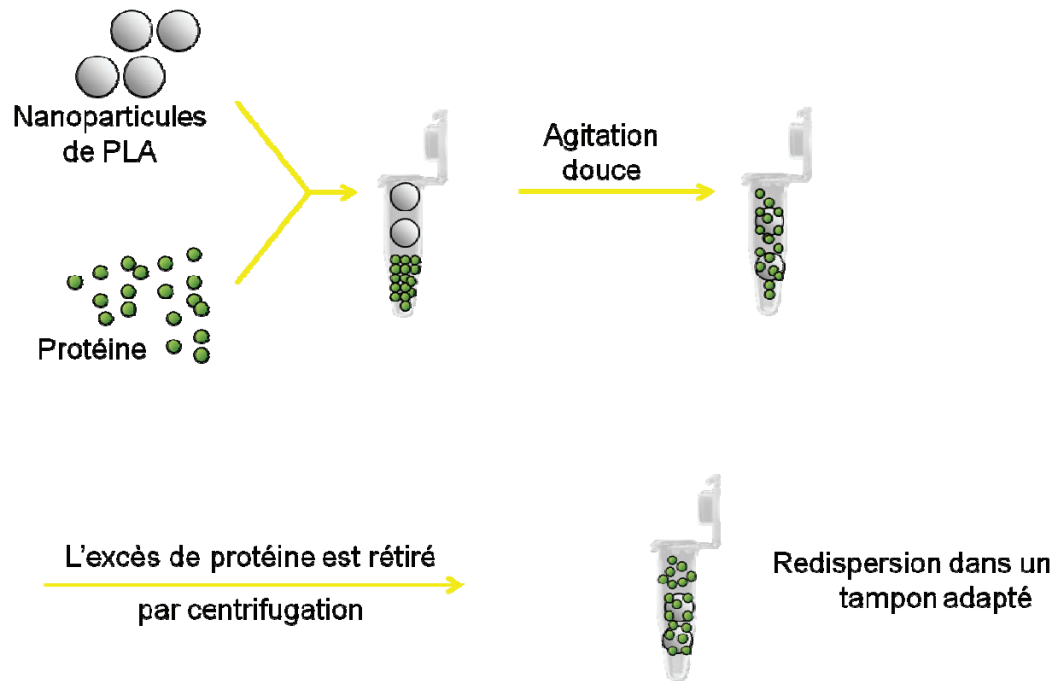 Nanoparticules
de PLA
Agitation
douce
Protéine
L'excès de protéine est rétiré
par centrifugation
Redispersion dans un
tampon adapté